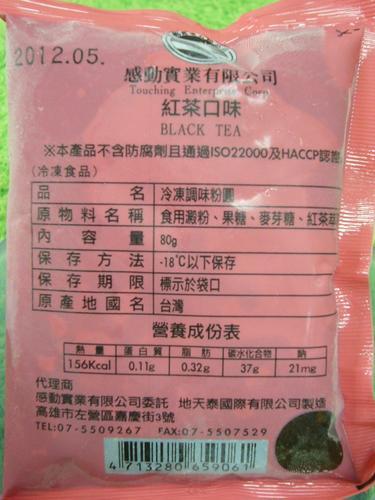 2012.05.
感動實業有限公司
Touching Enterprise Corp
紅茶口味
BLACK TEA
※本產品不含防腐劑且通過ISO22000及HACCP認證
(冷凍食品)
品名 冷凍調味粉圓
原物料名稱 食用澱粉、果糖、麥芽糖、紅茶萃
內容量 80g
保存方法 -18℃以下保存
保存期限 標示於袋口
原產地國名 台灣
營養成份表
熱量 蛋白質 脂肪 碳水化合物 鈉
156Kcal 0.11g 0.32g 37g 21mg
代理商
感動實業有限公司委託 地天泰國際有限公司製造
高雄市左營區嘉慶街3號
TEL:07-5509267 FAX:07-5507529
4 713280 659061